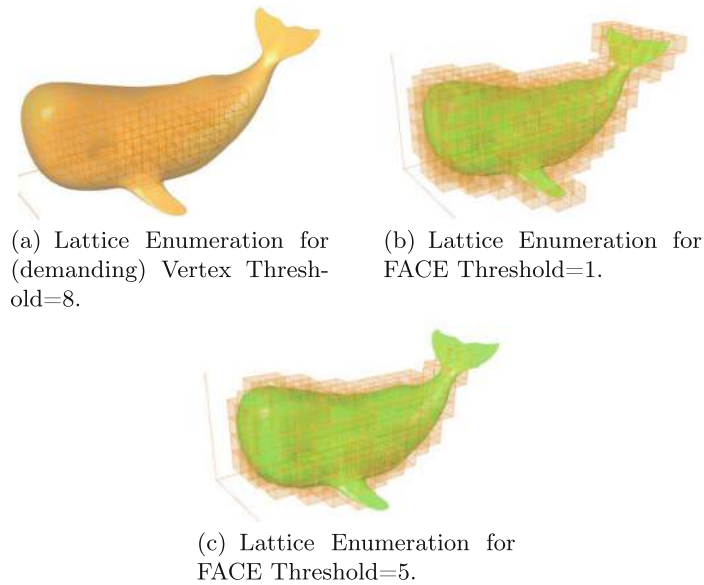 (a) Lattice Enumeration for
(demanding) Vertex Thresh-
old=8.
(b) Lattice Enumeration for
FACE Threshold=1.
(c) Lattice Enumeration for
FACE Threshold=5.